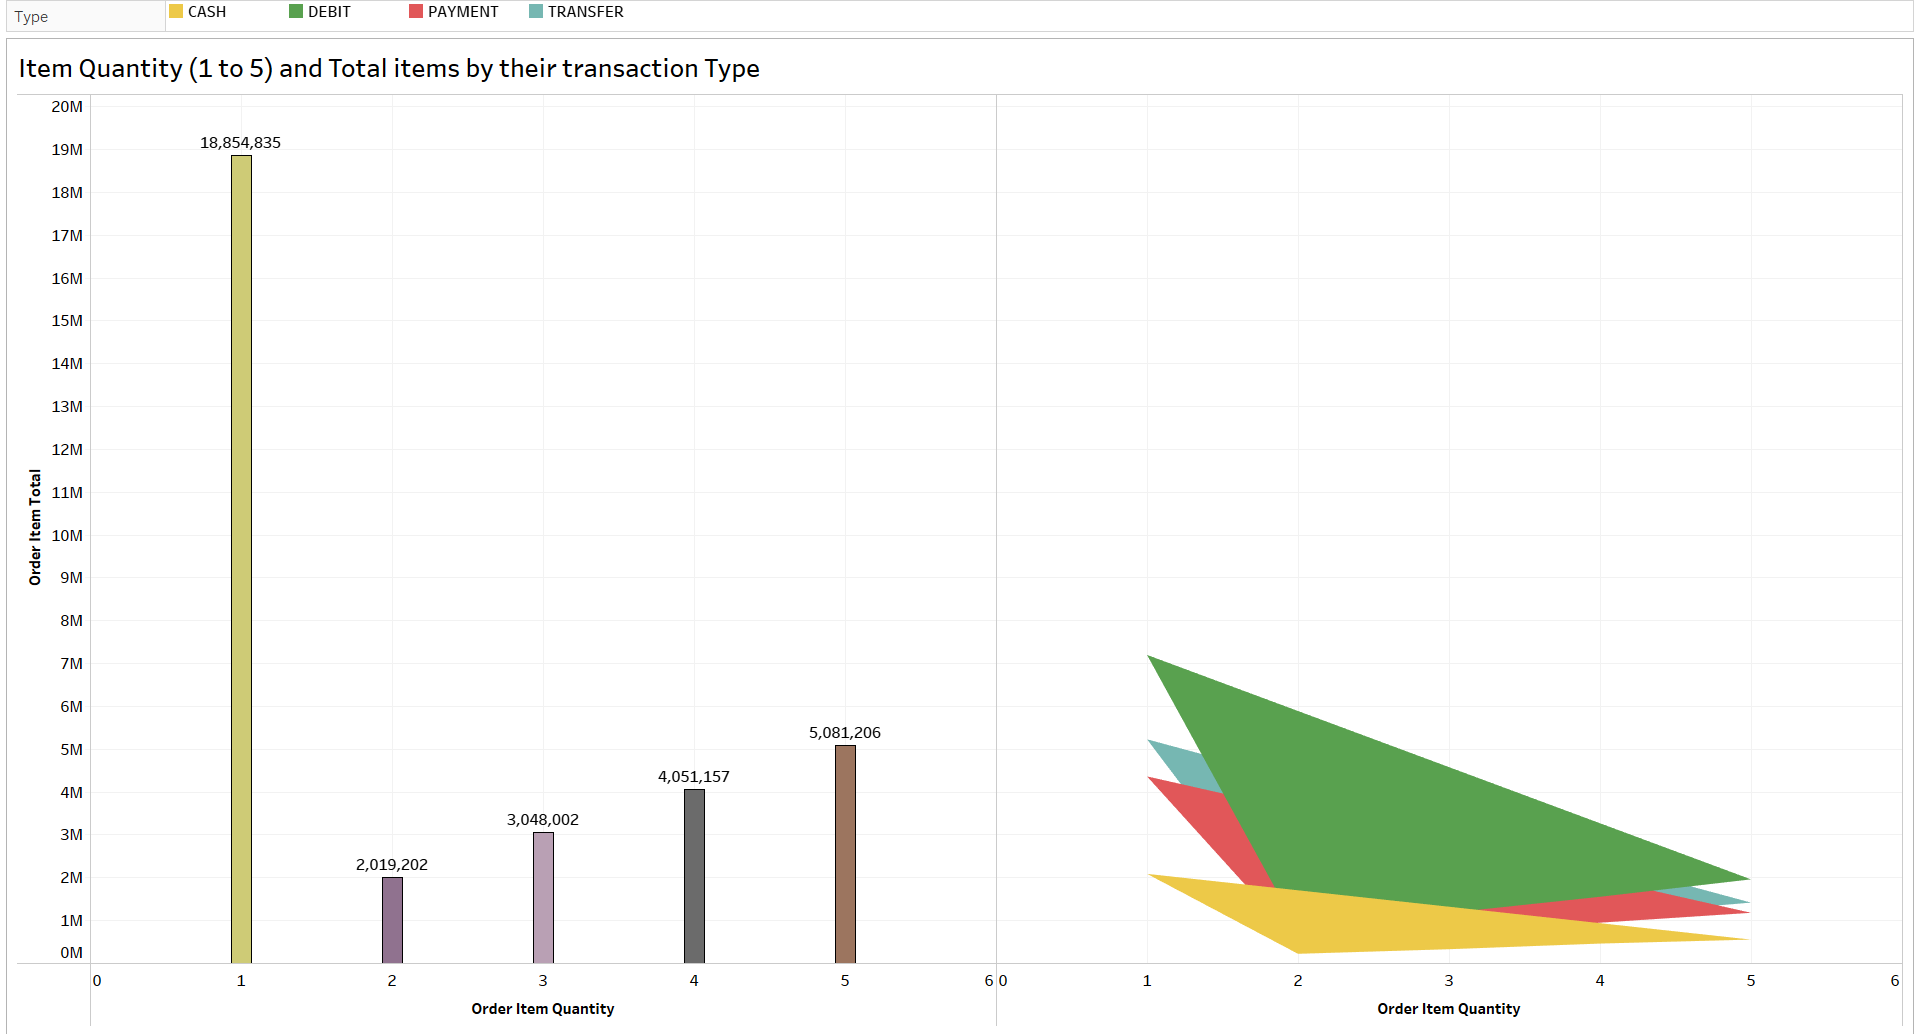 Type
CASH DEBIT PAYMENT TRANSFER
Item Quantity (1 to 5) and Total items by their transaction Type
Order Item Total
20M
19M
18M
17M
16M
15M
14M
13M
12M
11M
10M
9M
8M
7M
6M
5M
4M
3M
2M
1M
0M
18,854,835
2,019,202
3,048,002
4,051,157
5,081,206
0 1 2 3 4 5 6
Order Item Quantity
0 1 2 3 4 5 6
Order Item Quantity